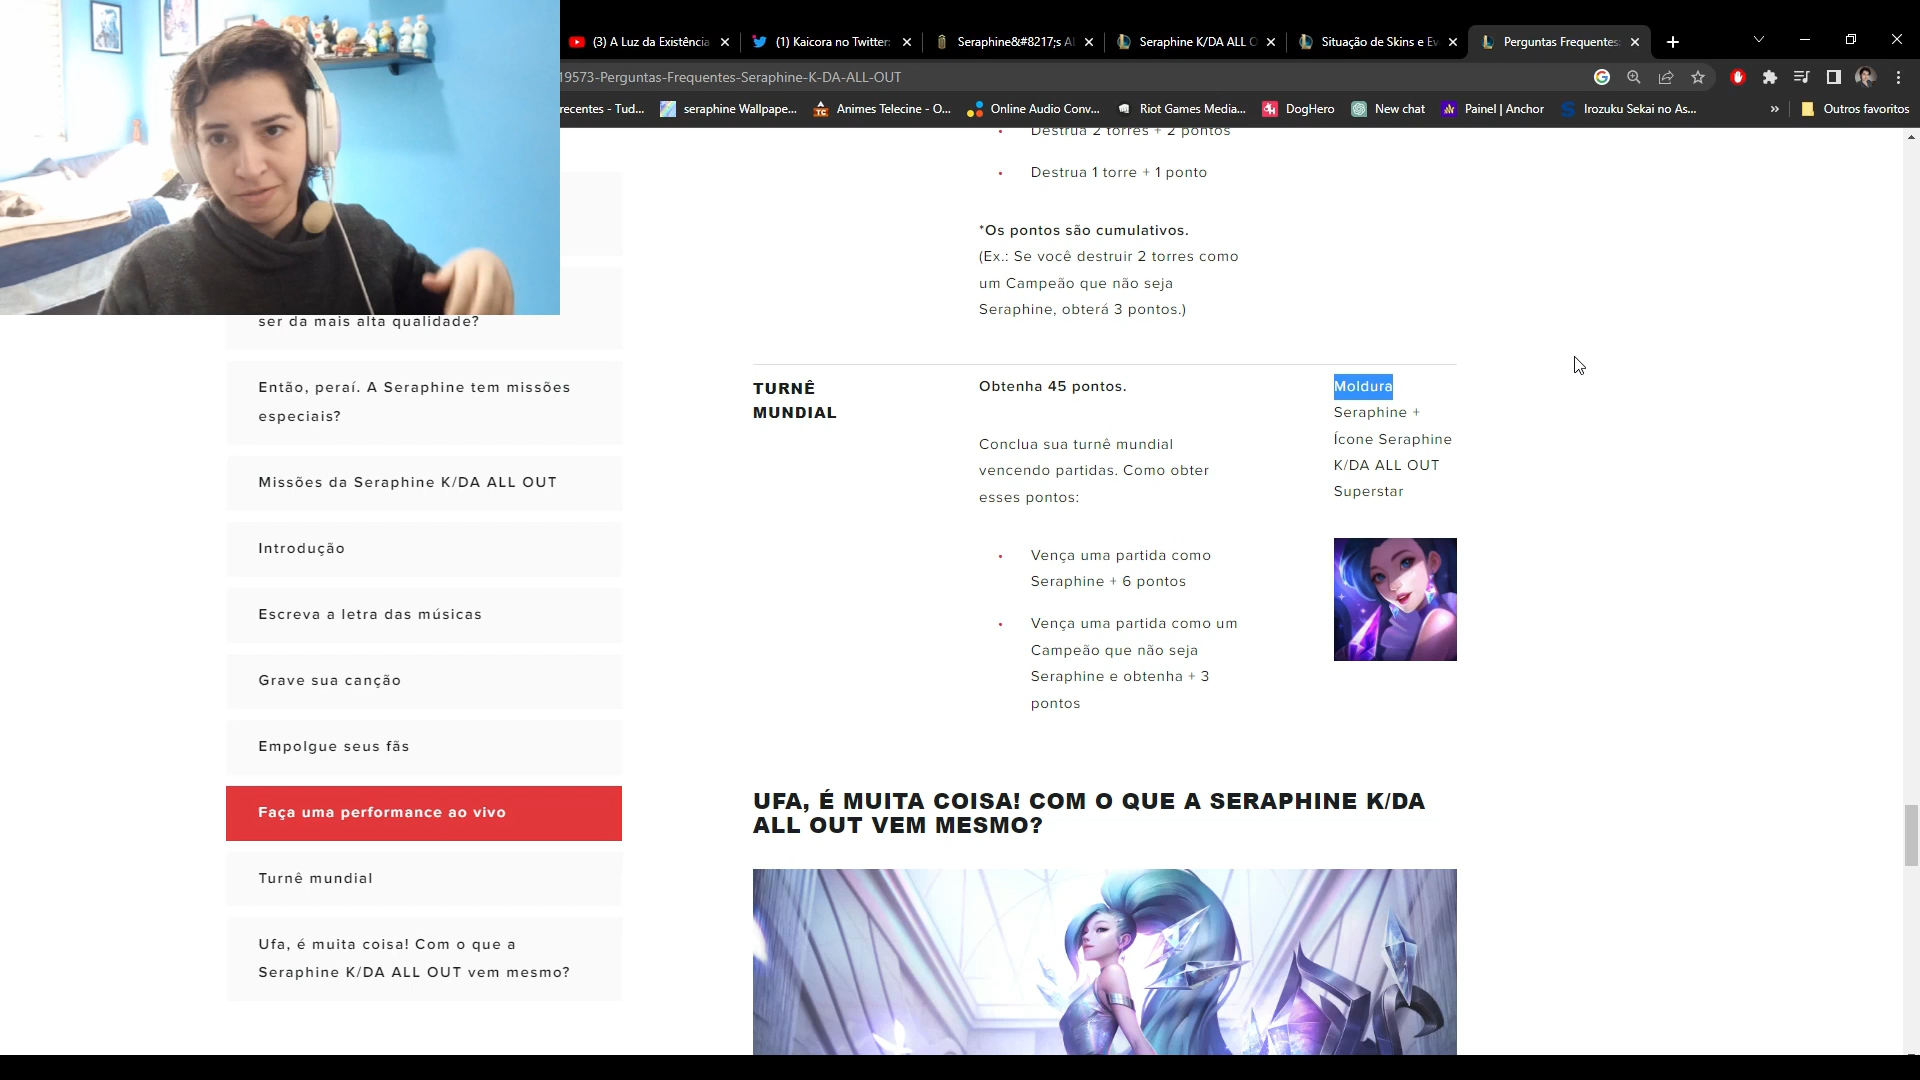 (3) A Luz da Existência
(1) Kaicora no Twitter:
Seraphine&#8217;s Al
Seraphine K/DA ALL O
Situação de Skins e Ev
Perguntas Frequentes:
19573-Perguntas-Frequentes-Seraphine-K-DA-ALL-OUT
recentes - Tud...
seraphine Wallpape...
Animes Telecine - O...
Online Audio Conv...
Riot Games Media...
DogHero
New chat
Painel | Anchor
Irozuku Sekai no As...
»
Outros favoritos
Destrua 2 torres + 2 pontos
Destrua 1 torre + 1 ponto
*Os pontos são cumulativos.
(Ex.: Se você destruir 2 torres como
um Campeão que não seja
Seraphine, obterá 3 pontos.)
ser da mais alta qualidade?
Então, peraí. A Seraphine tem missões
especiais?
Missões da Seraphine K/DA ALL OUT
Introdução
Escreva a letra das músicas
Grave sua canção
Empolgue seus fãs
Faça uma performance ao vivo
Turnê mundial
Ufa, é muita coisa! Com o que a
Seraphine K/DA ALL OUT vem mesmo?
TURNÊ
MUNDIAL
Obtenha 45 pontos.
Conclua sua turnê mundial
vencendo partidas. Como obter
esses pontos:
Vença uma partida como
Seraphine + 6 pontos
Vença uma partida como um
Campeão que não seja
Seraphine e obtenha + 3
pontos
Moldura
Seraphine +
Ícone Seraphine
K/DA ALL OUT
Superstar
UFA, É MUITA COISA! COM O QUE A SERAPHINE K/DA
ALL OUT VEM MESMO?